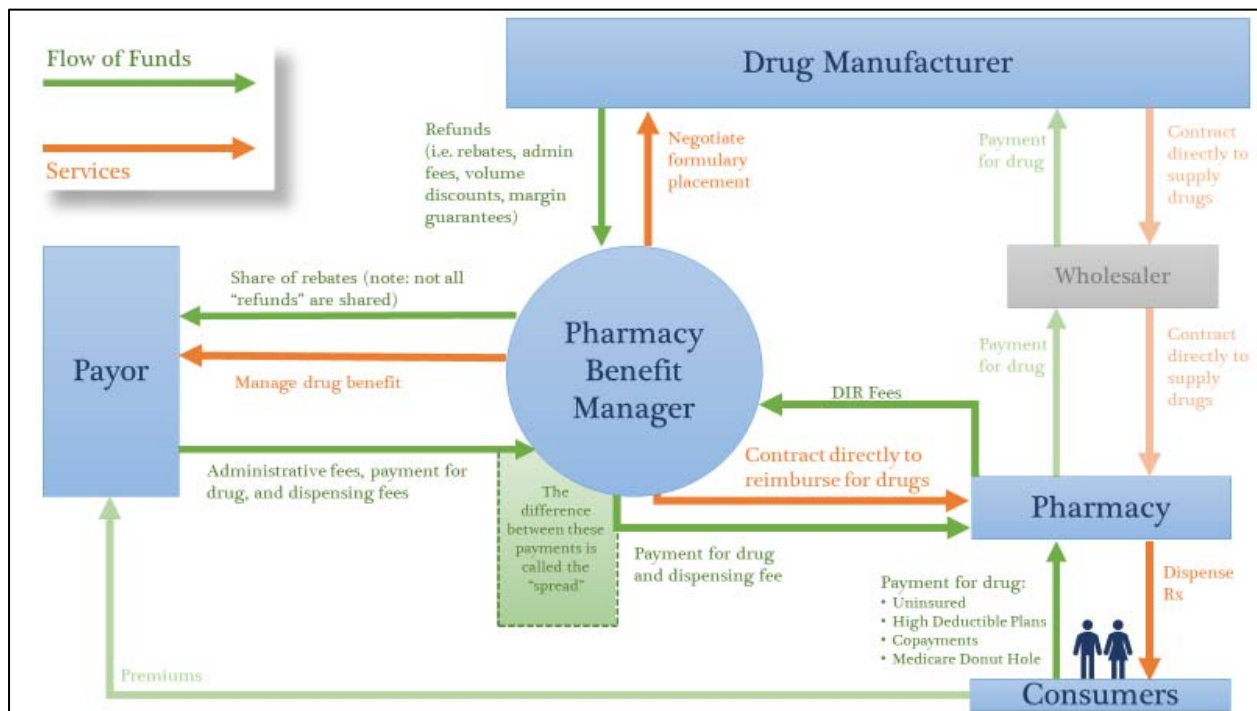 Flow of Funds
Services
Drug Manufacturer
Refunds
(i.e. rebates, admin
fees, volume
discounts, margin
guarantees)
Negotiate
formulary
placement
Payment
for drug
Contract
directly to
supply
drugs
Wholesaler
Payor
Share of rebates (note: not all
“refunds” are shared)
Manage drug benefit
Administrative fees, payment for
drug, and dispensing fees
Pharmacy
Benefit
Manager
The
difference
between these
payments is
called the
“spread”
DIR Fees
Contract directly to
reimburse for drugs
Payment for drug
and dispensing fee
Payment
for drug
Contract
directly to
supply
drugs
Pharmacy
Payment for drug:
• Uninsured
• High Deductible Plans
• Copayments
• Medicare Donut Hole
Dispense
Rx
Premiums
Consumers